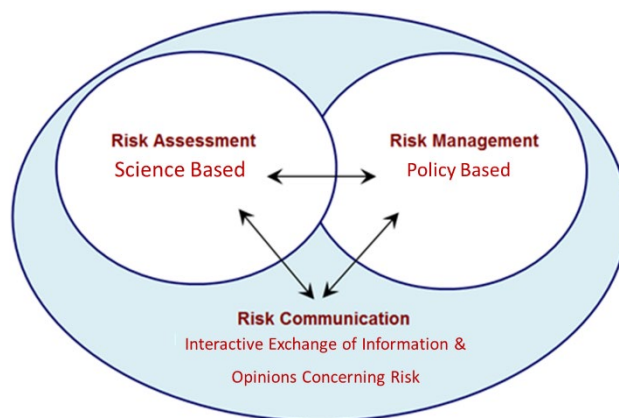 Risk Assessment
Science Based
Risk Management
Policy Based
Risk Communication
Interactive Exchange of Information &
Opinions Concerning Risk